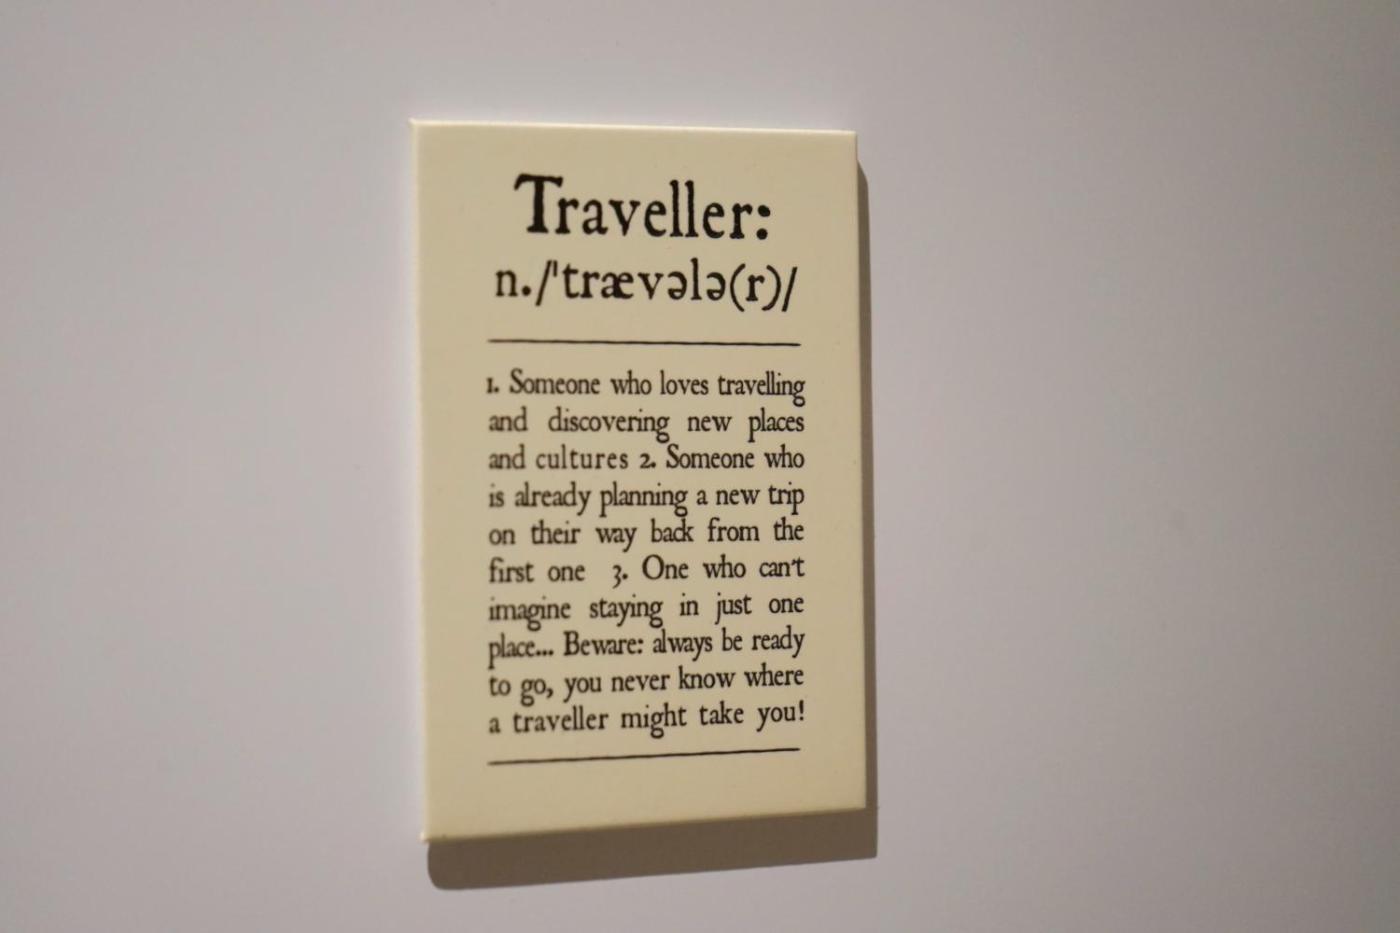 Traveller:
n./'trævələ(r)/
1. Someone who loves travelling
and discovering new places
and cultures 2. Someone who
is already planning a new trip
on their way back from the
first one 3. One who can't
imagine staying in just one
place... Beware: always be ready
to go, you never know where
a traveller might take you!